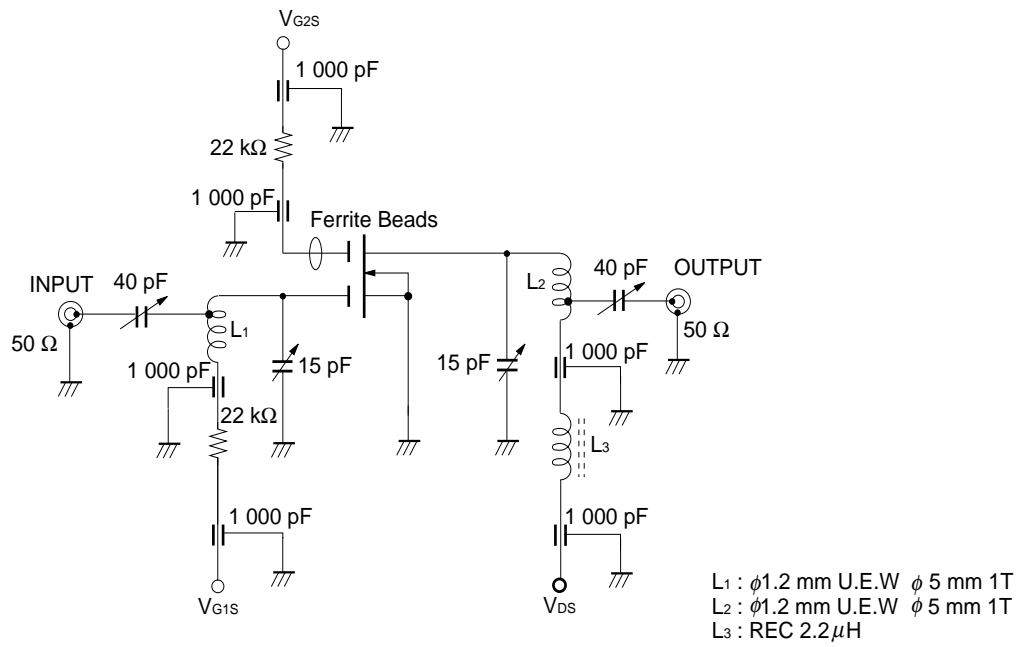 VG2S
1 000 pF
22 kΩ
1 000 pF
Ferrite Beads
INPUT
40 pF
50 Ω
L1
15 pF
1 000 pF
22 kΩ
1 000 pF
VG1S
L2
40 pF
OUTPUT
50 Ω
15 pF
1 000 pF
L3
1 000 pF
VDS
L1 : ϕ1.2 mm U.E.W ϕ 5 mm 1T
L2 : ϕ1.2 mm U.E.W ϕ 5 mm 1T
L3 : REC 2.2 µH